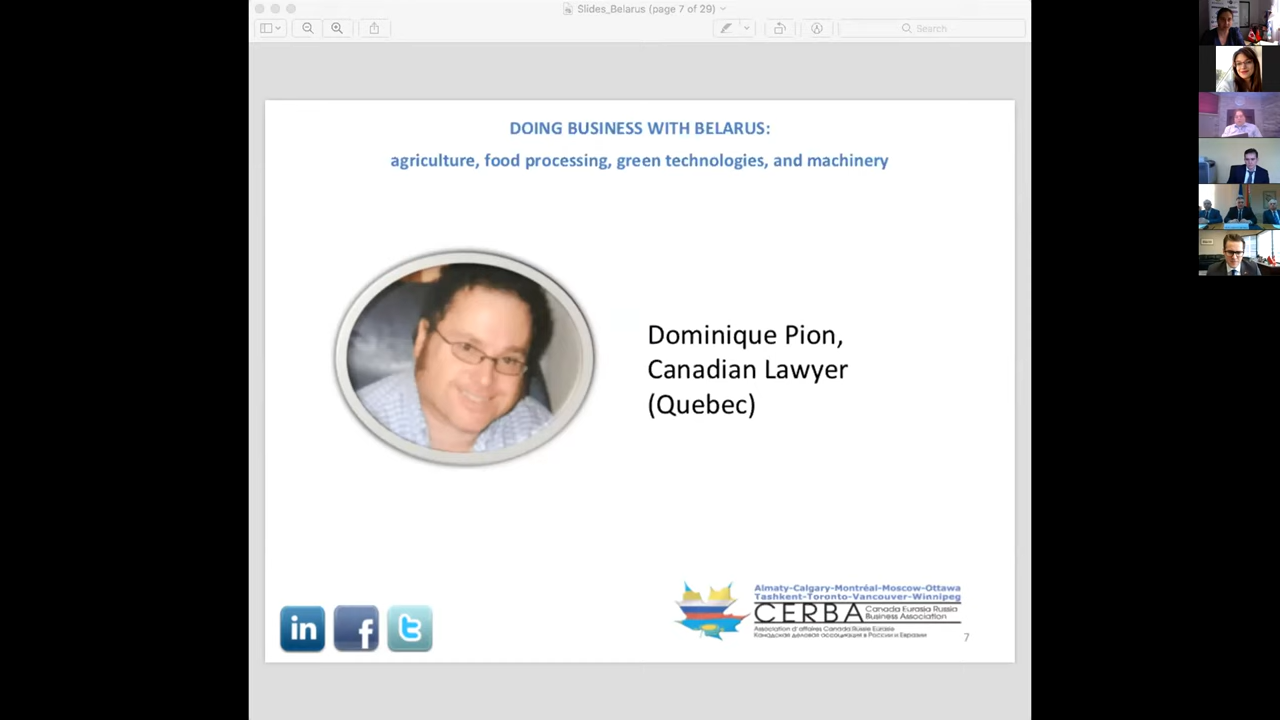 Slides_Belarus (page 7 of 29)
Search
DOING BUSINESS WITH BELARUS:
agriculture, food processing, green technologies, and machinery
Dominique Pion,
Canadian Lawyer
(Quebec)
in f t
Almaty-Calgary-Montréal-Moscow-Ottawa
Tashkent-Toronto-Vancouver-Winnipeg
CERBA
Canada Eurasia Russia
Business Association
Association d'affaires Canada Russie Eurasie
Канадская деловая ассоциация в России и Евразии
7